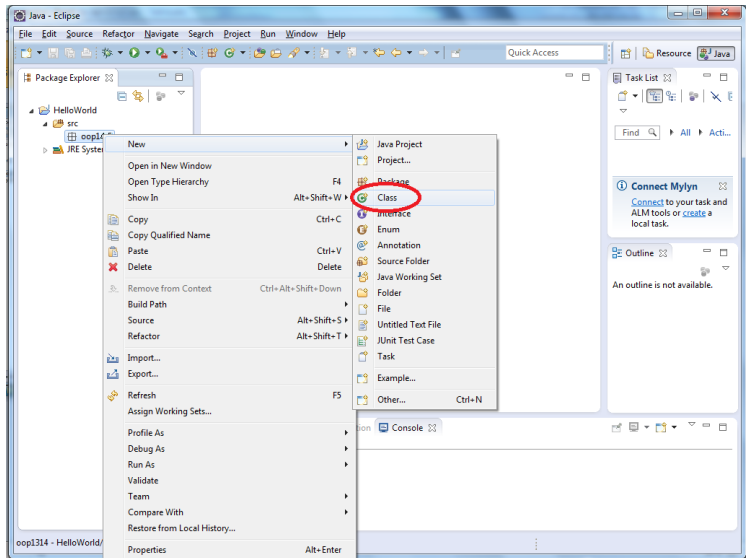 Java - Eclipse
File Edit Source Refactor Navigate Search Project Run Window Help
Quick Access
Resource
Java
Package Explorer
HelloWorld
src
JRE System
New
Open in New Window
Open Type Hierarchy F4
Show In Alt+Shift+W
Copy Ctrl+C
Copy Qualified Name
Paste Ctrl+V
Delete Delete
Remove from Context Ctrl+Alt+Shift+Down
Build Path
Source Alt+Shift+S
Refactor Alt+Shift+T
Import...
Export...
Refresh F5
Assign Working Sets...
Profile As
Debug As
Run As
Validate
Team
Compare With
Restore from Local History...
Properties Alt+Enter
Java Project
Project...
Package
Class
Interface
Enum
Annotation
Source Folder
Java Working Set
Folder
File
Untitled Text File
JUnit Test Case
Task
Example...
Other... Ctrl+N
Task List
Find All Acti...
Connect Mylyn
Connect to your task and
ALM tools or create a
local task.
Outline
An outline is not available.
Console
oop1314 - HelloWorld/